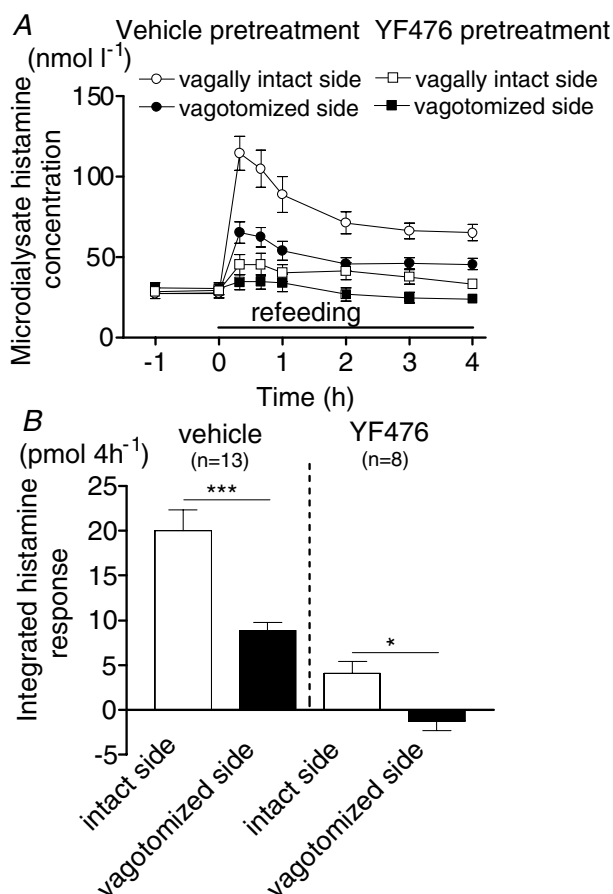 A Vehicle pretreatment YF476 pretreatment
(nmol l-1)
vagally intact side vagally intact side
vagotomized side vagotomized side
Microdialysate histamine
concentration
150
100
50
0
refeeding
-1 0 1 2 3 4
Time (h)
B vehicle YF476
(pmol 4h-1) (n=13) (n=8)
Integrated histamine
response
25
20
15
10
5
0
-5
*** *
intact side
vagotomized side
intact side
vagotomized side